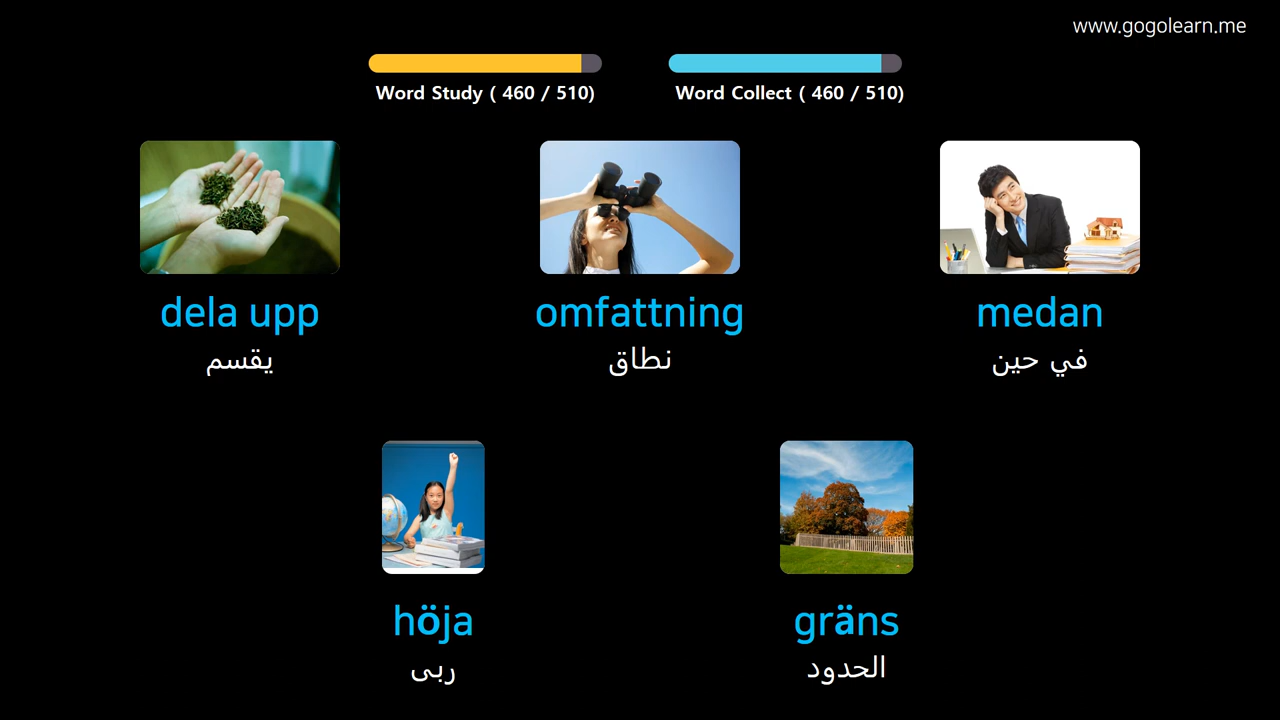 www.gogolearn.me
Word Study ( 460 / 510)
Word Collect ( 460 / 510)
dela upp
يقسم
omfattning
نطاق
medan
في حين
höja
ربى
gräns
الحدود